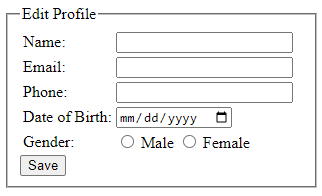 Edit Profile
Name:
Email:
Phone:
Date of Birth: mm/dd/yyyy
Gender: Male Female
Save